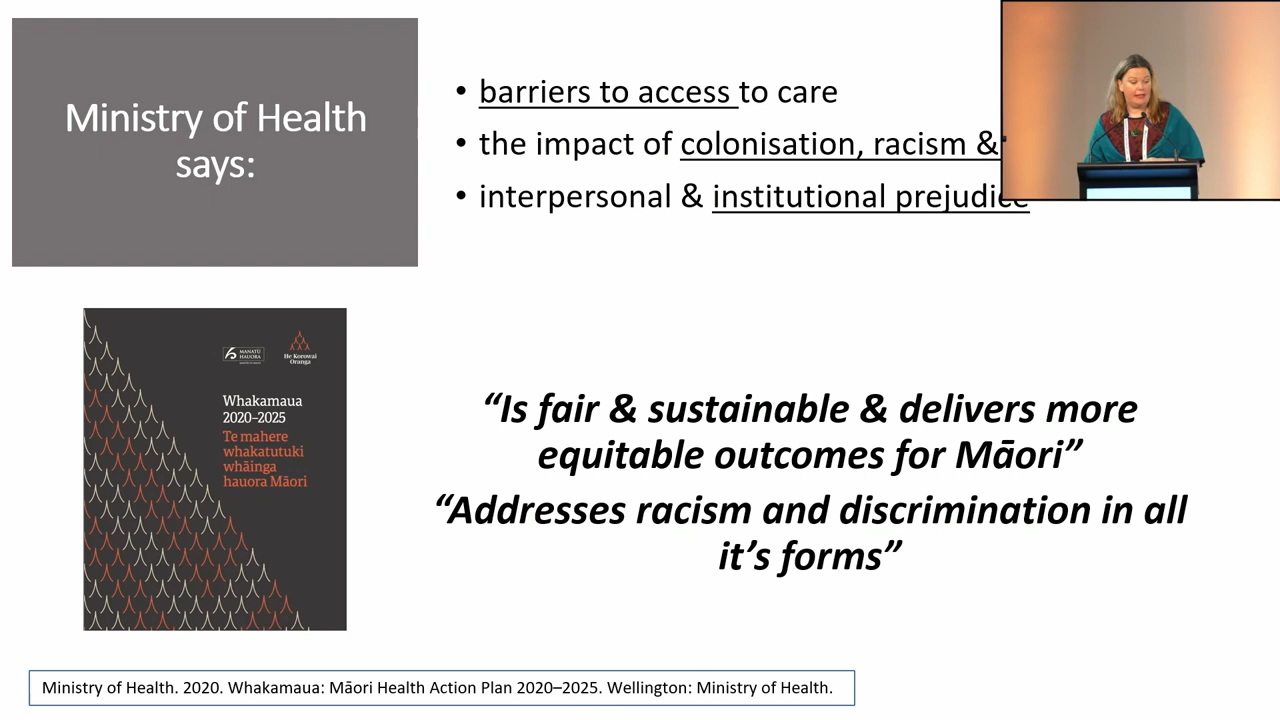 Ministry of Health
says:
• barriers to access to care
• the impact of colonisation, racism &
• interpersonal & institutional prejudice
MANATŪ
HAUORA
He Korowai
Oranga
Whakamaua
2020–2025
Te mahere
whakatutuki
whāinga
hauora Māori
“Is fair & sustainable & delivers more
equitable outcomes for Māori”
“Addresses racism and discrimination in all
it’s forms”
Ministry of Health. 2020. Whakamaua: Māori Health Action Plan 2020–2025. Wellington: Ministry of Health.